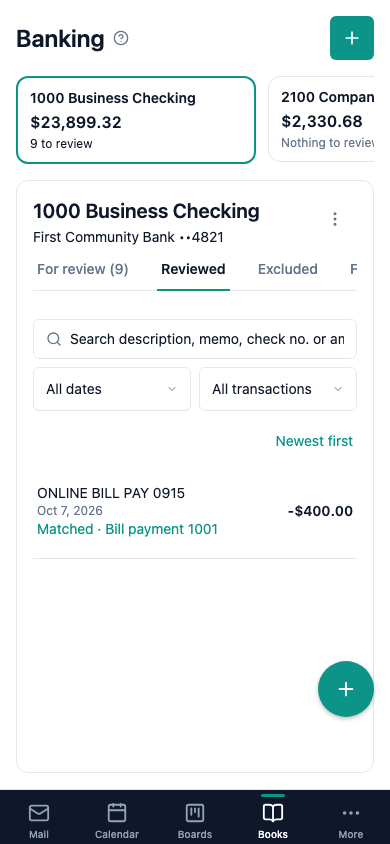 Banking
1000 Business Checking
$23,899.32
9 to review
2100 Compan
$2,330.68
Nothing to review
1000 Business Checking
First Community Bank ••4821
For review (9)
Reviewed
Excluded
F
Search description, memo, check no. or an
All dates
All transactions
Newest first
ONLINE BILL PAY 0915
Oct 7, 2026
-$400.00
Matched · Bill payment 1001
Mail
Calendar
Boards
Books
More